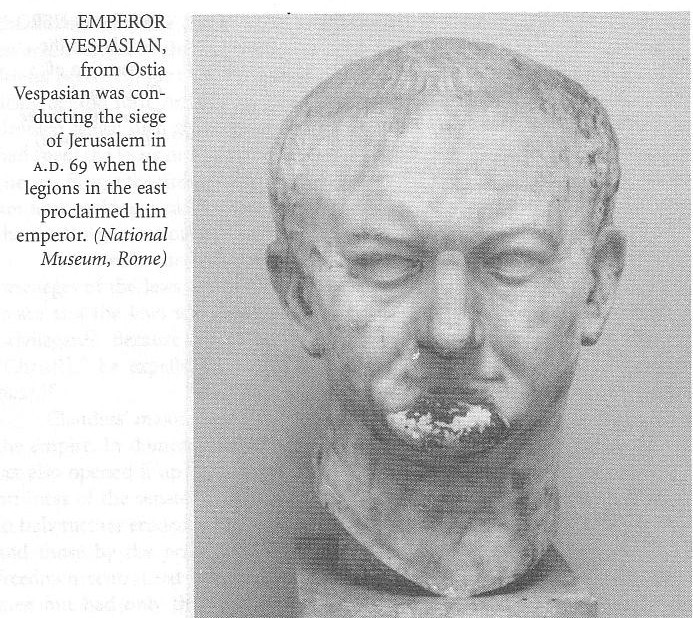 EMPEROR
VESPASIAN,
from Ostia
Vespasian was con-
ducting the siege
of Jerusalem in
A.D. 69 when the
legions in the east
proclaimed him
emperor. (National
Museum, Rome)